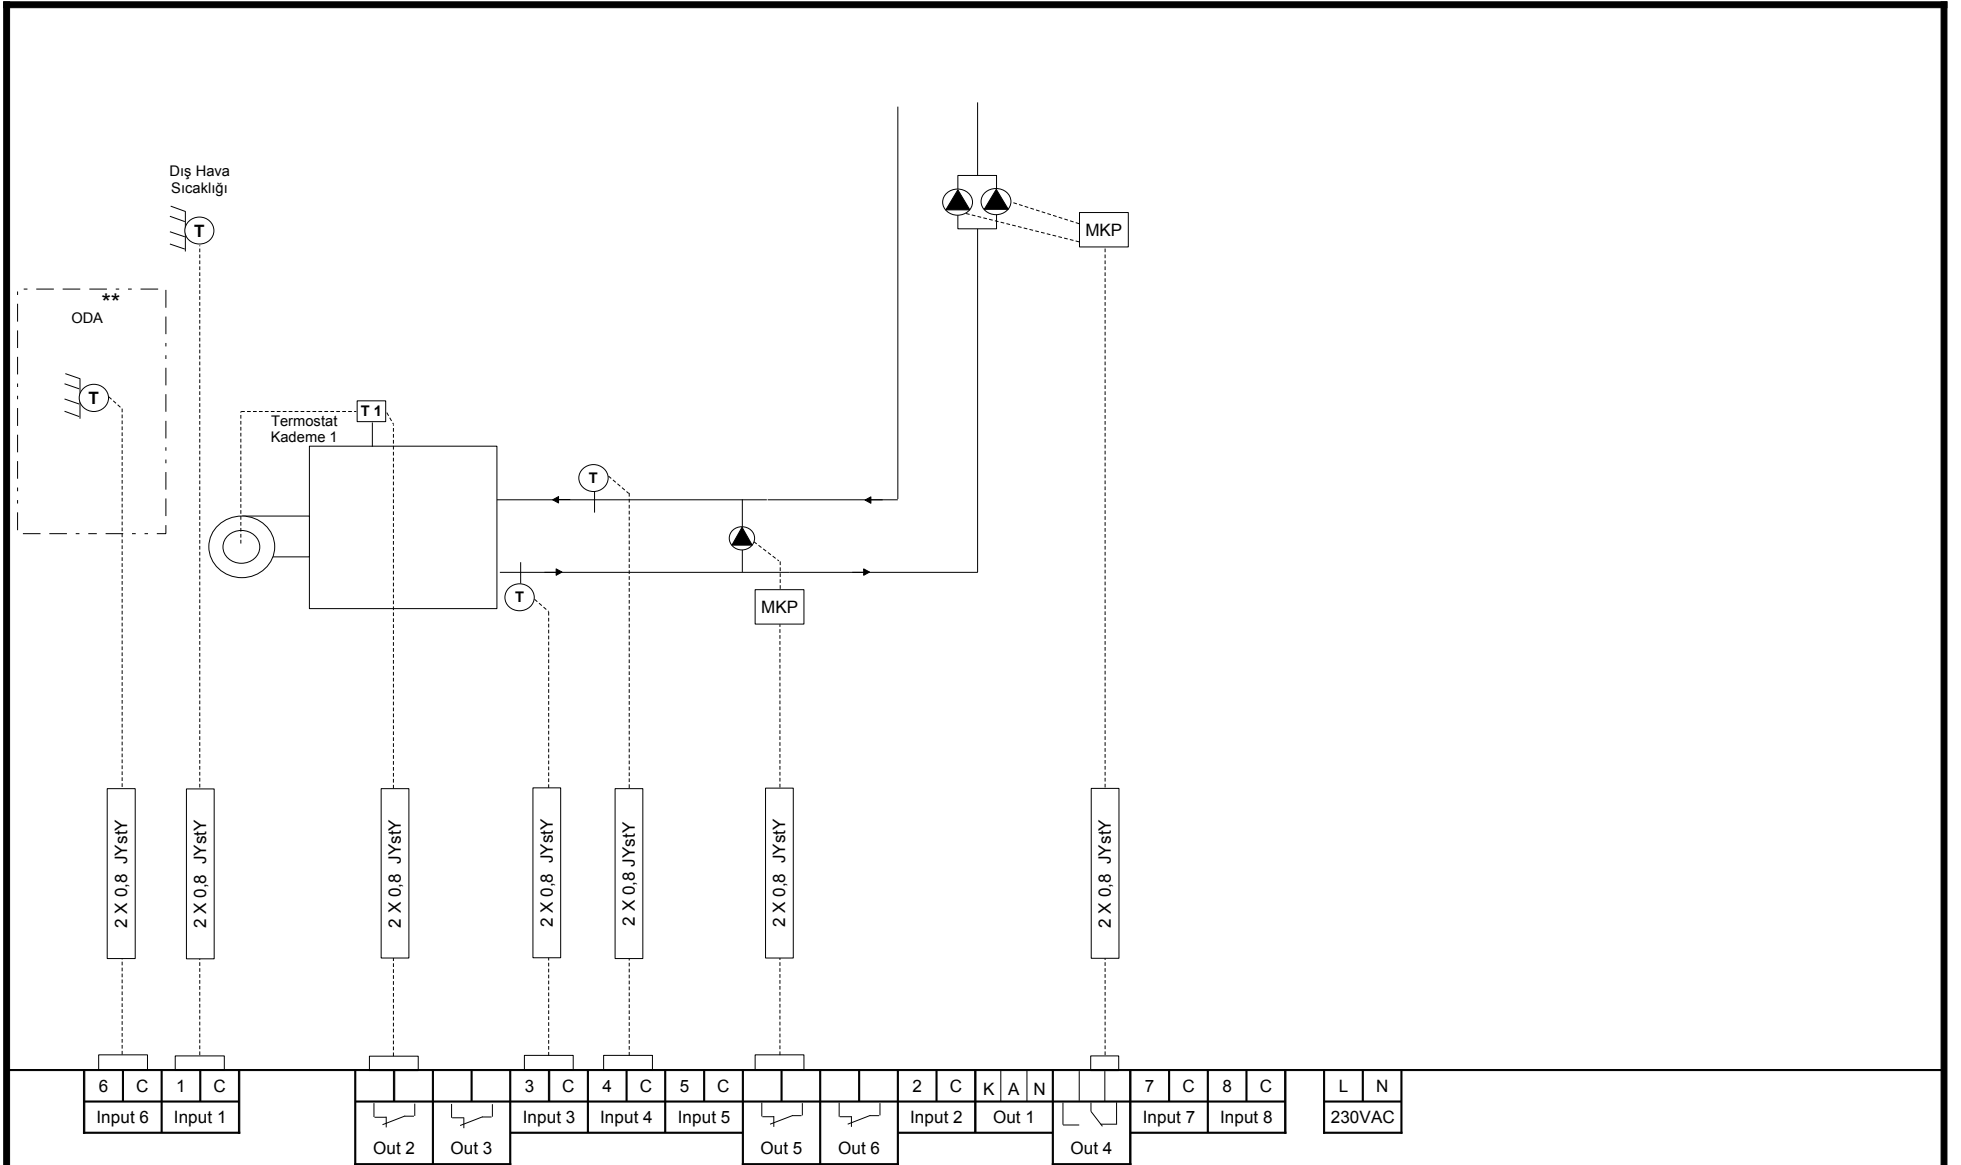 Dış Hava
Sıcaklığı
T
MKP
**
ODA
T
T 1
Termostat
Kademe 1
T
T
MKP
2 X 0,8 JYstY
2 X 0,8 JYstY
2 X 0,8 JYstY
2 X 0,8 JYstY
2 X 0,8 JYstY
2 X 0,8 JYstY
2 X 0,8 JYstY
6 C 1 C 3 C 4 C 5 C 2 C K A N 7 C 8 C L N
Input 6 Input 1 Input 3 Input 4 Input 5 Input 2 Out 1 Input 7 Input 8 230VAC
Out 2 Out 3 Out 5 Out 6 Out 4